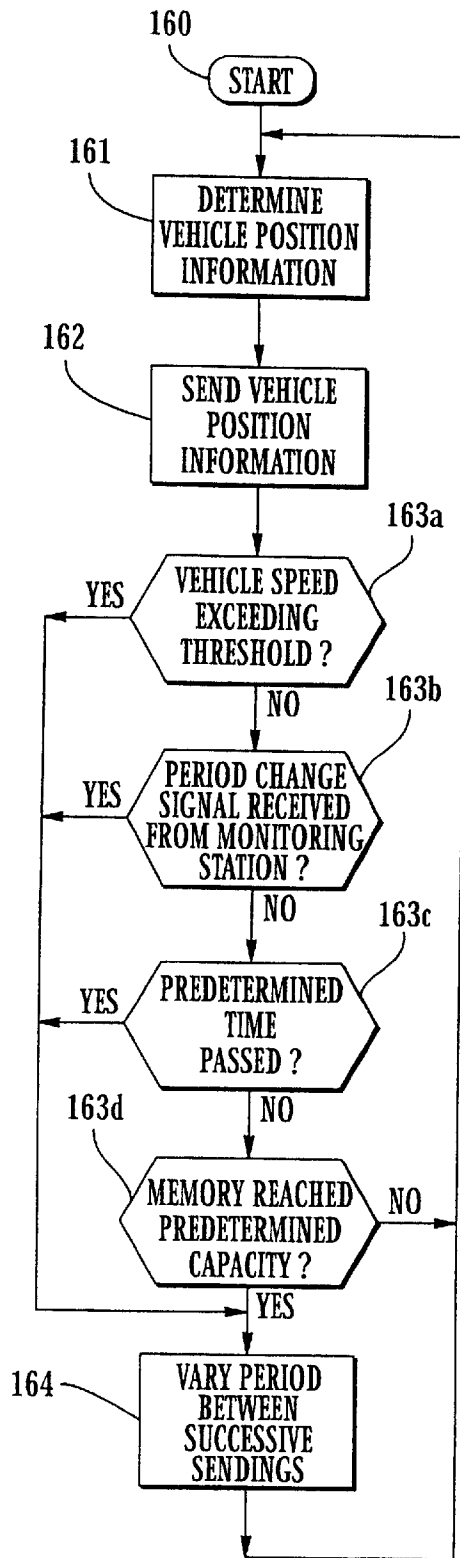 160
START
161
DETERMINE
VEHICLE POSITION
INFORMATION
162
SEND VEHICLE
POSITION
INFORMATION
163a
VEHICLE SPEED
EXCEEDING
THRESHOLD ?
YES
NO
163b
PERIOD CHANGE
SIGNAL RECEIVED
FROM MONITORING
STATION ?
YES
NO
163c
PREDETERMINED
TIME
PASSED ?
YES
NO
163d
MEMORY REACHED
PREDETERMINED
CAPACITY ?
NO
YES
164
VARY PERIOD
BETWEEN
SUCCESSIVE
SENDINGS